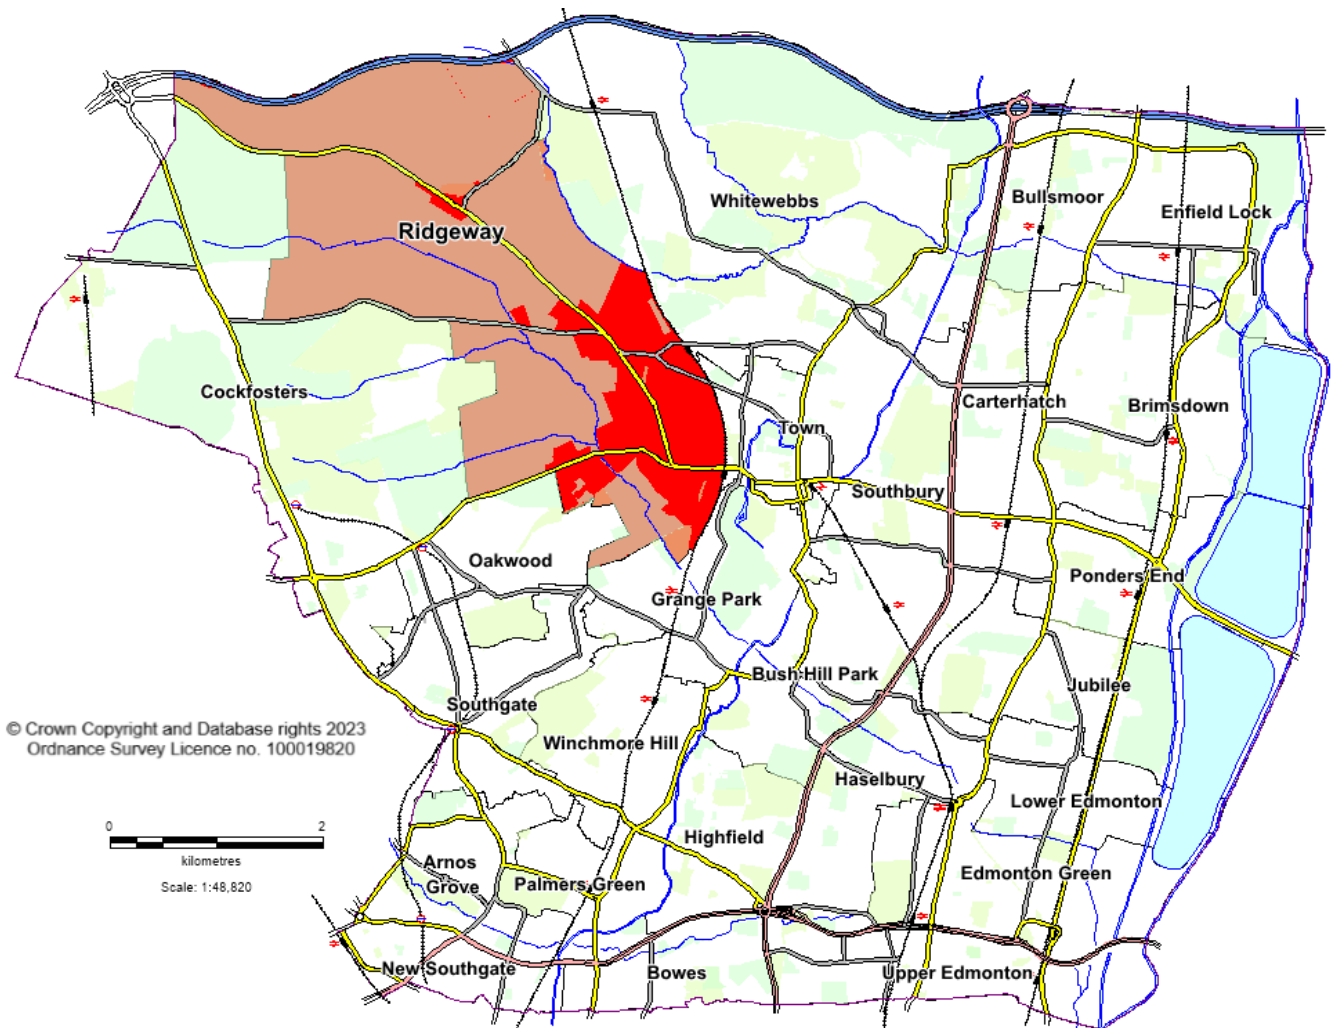 Whitewebbs
Bullsmoor
Enfield Lock
Ridgeway
Cockfosters
Carterhatch
Brimsdown
Town
Southbury
Oakwood
Ponders End
Grange Park
Bush Hill Park
Jubilee
Southgate
© Crown Copyright and Database rights 2023
Ordnance Survey Licence no. 100019820
Winchmore Hill
Haselbury
Lower Edmonton
0 2
kilometres
Scale: 1:48,820
Highfield
Arnos
Grove
Palmers Green
Edmonton Green
New Southgate
Bowes
Upper Edmonton